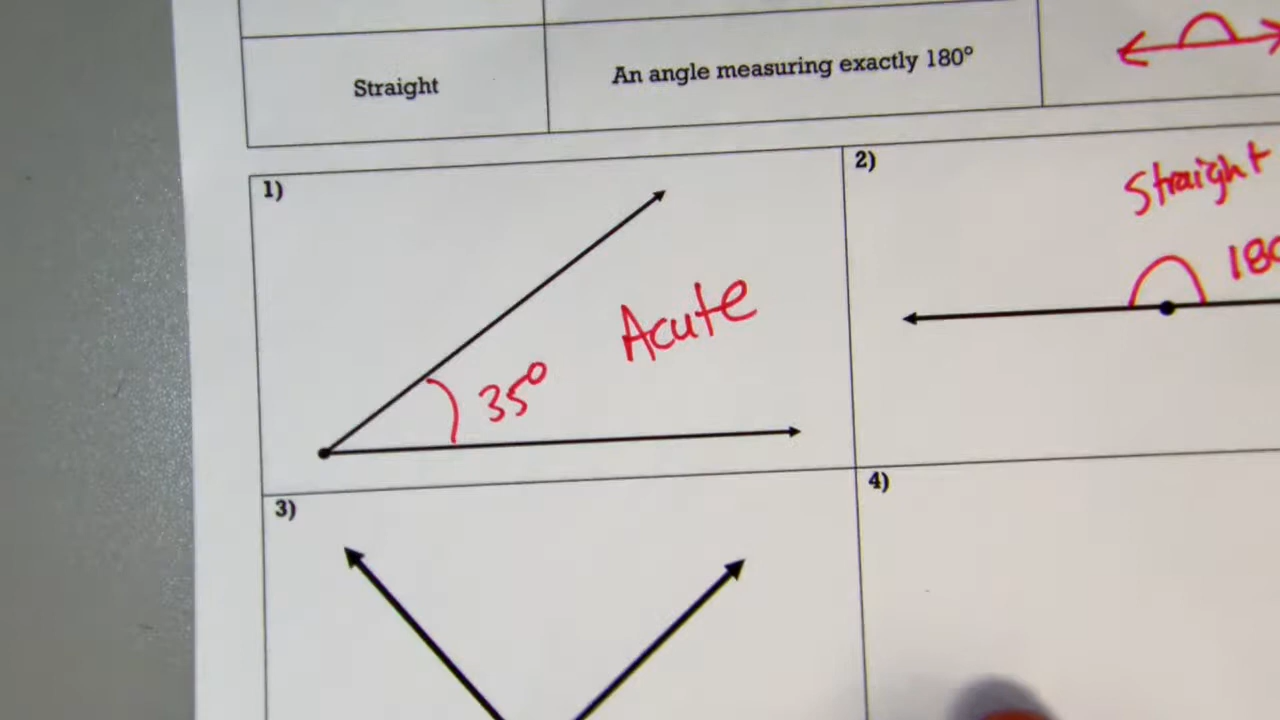 Straight
An angle measuring exactly 180°
1)
Acute
35°
2)
Straight
3)
4)